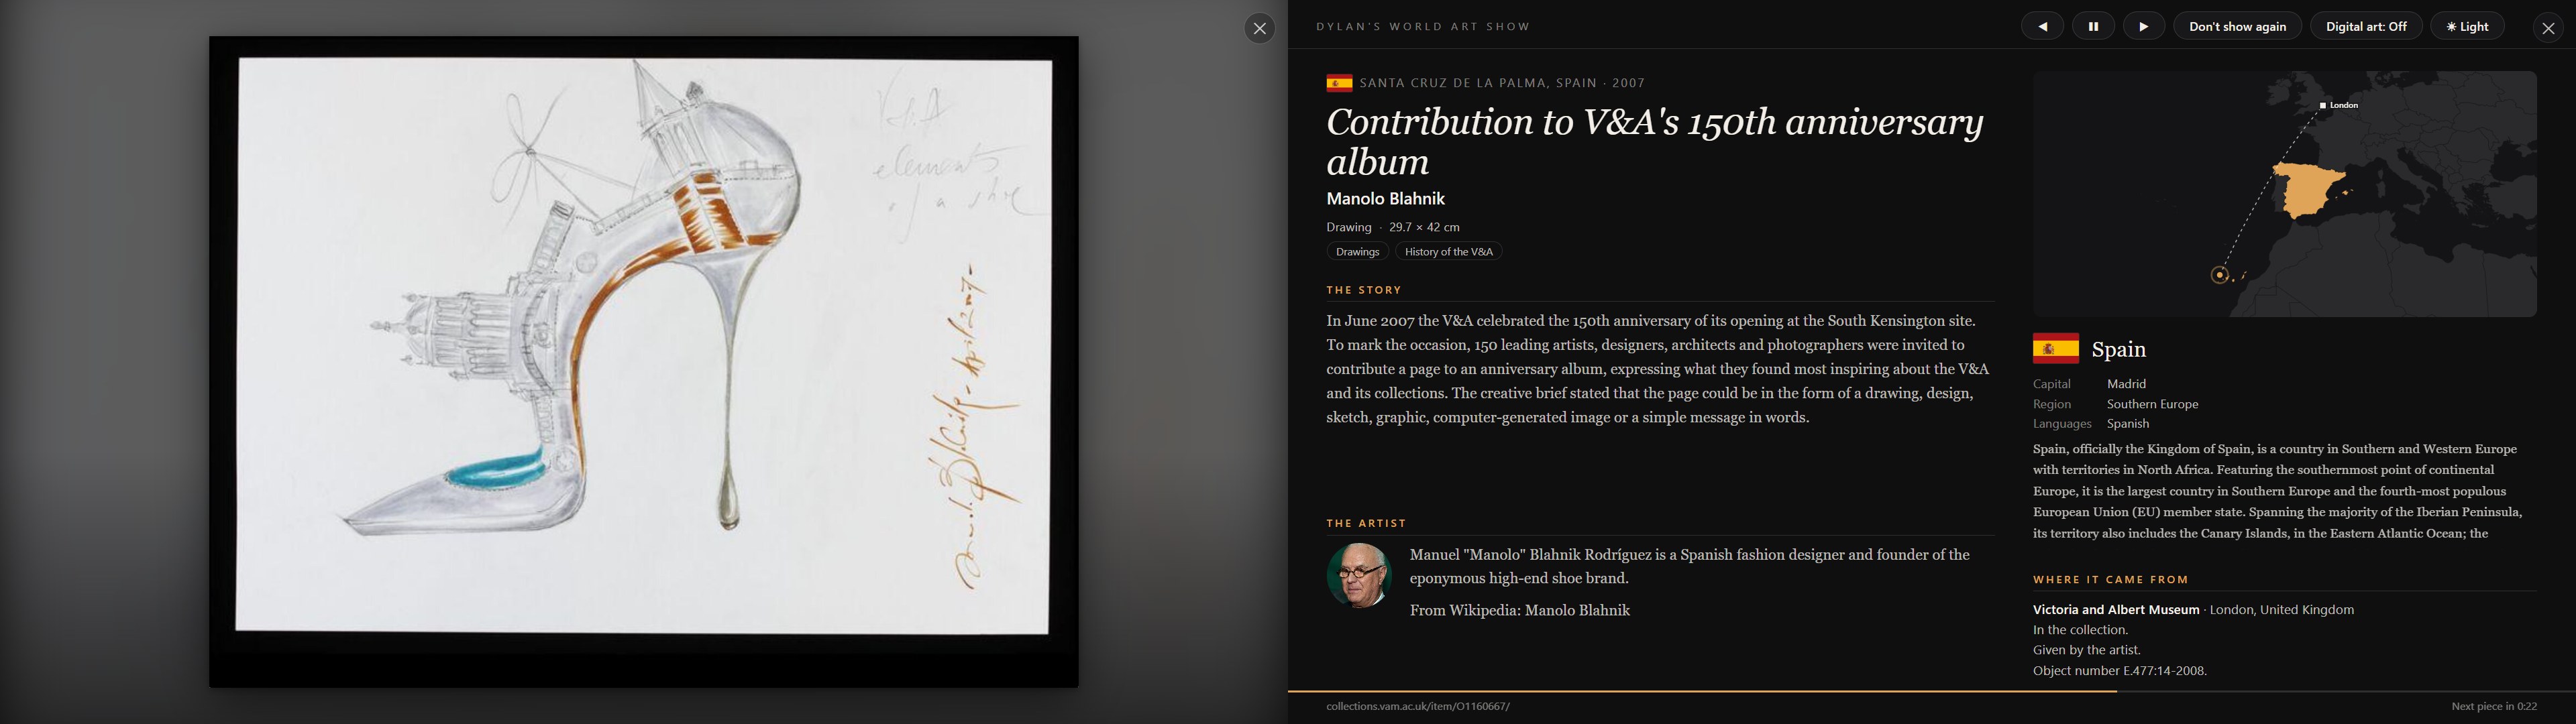 DYLAN'S WORLD ART SHOW
Don't show again
Digital art: Off
☀ Light
SANTA CRUZ DE LA PALMA, SPAIN · 2007
Contribution to V&A's 150th anniversary
album
Manolo Blahnik
Drawing · 29.7 × 42 cm
Drawings
History of the V&A
THE STORY
In June 2007 the V&A celebrated the 150th anniversary of its opening at the South Kensington site.
To mark the occasion, 150 leading artists, designers, architects and photographers were invited to
contribute a page to an anniversary album, expressing what they found most inspiring about the V&A
and its collections. The creative brief stated that the page could be in the form of a drawing, design,
sketch, graphic, computer-generated image or a simple message in words.
THE ARTIST
Manuel "Manolo" Blahnik Rodríguez is a Spanish fashion designer and founder of the
eponymous high-end shoe brand.
From Wikipedia: Manolo Blahnik
London
Spain
Capital Madrid
Region Southern Europe
Languages Spanish
Spain, officially the Kingdom of Spain, is a country in Southern and Western Europe
with territories in North Africa. Featuring the southernmost point of continental
Europe, it is the largest country in Southern Europe and the fourth-most populous
European Union (EU) member state. Spanning the majority of the Iberian Peninsula,
its territory also includes the Canary Islands, in the Eastern Atlantic Ocean; the
WHERE IT CAME FROM
Victoria and Albert Museum · London, United Kingdom
In the collection.
Given by the artist.
Object number E.477:14-2008.
collections.vam.ac.uk/item/O1160667/
Next piece in 0:22
V&A
elements
of a shoe
Manolo Blahnik - April 2007-